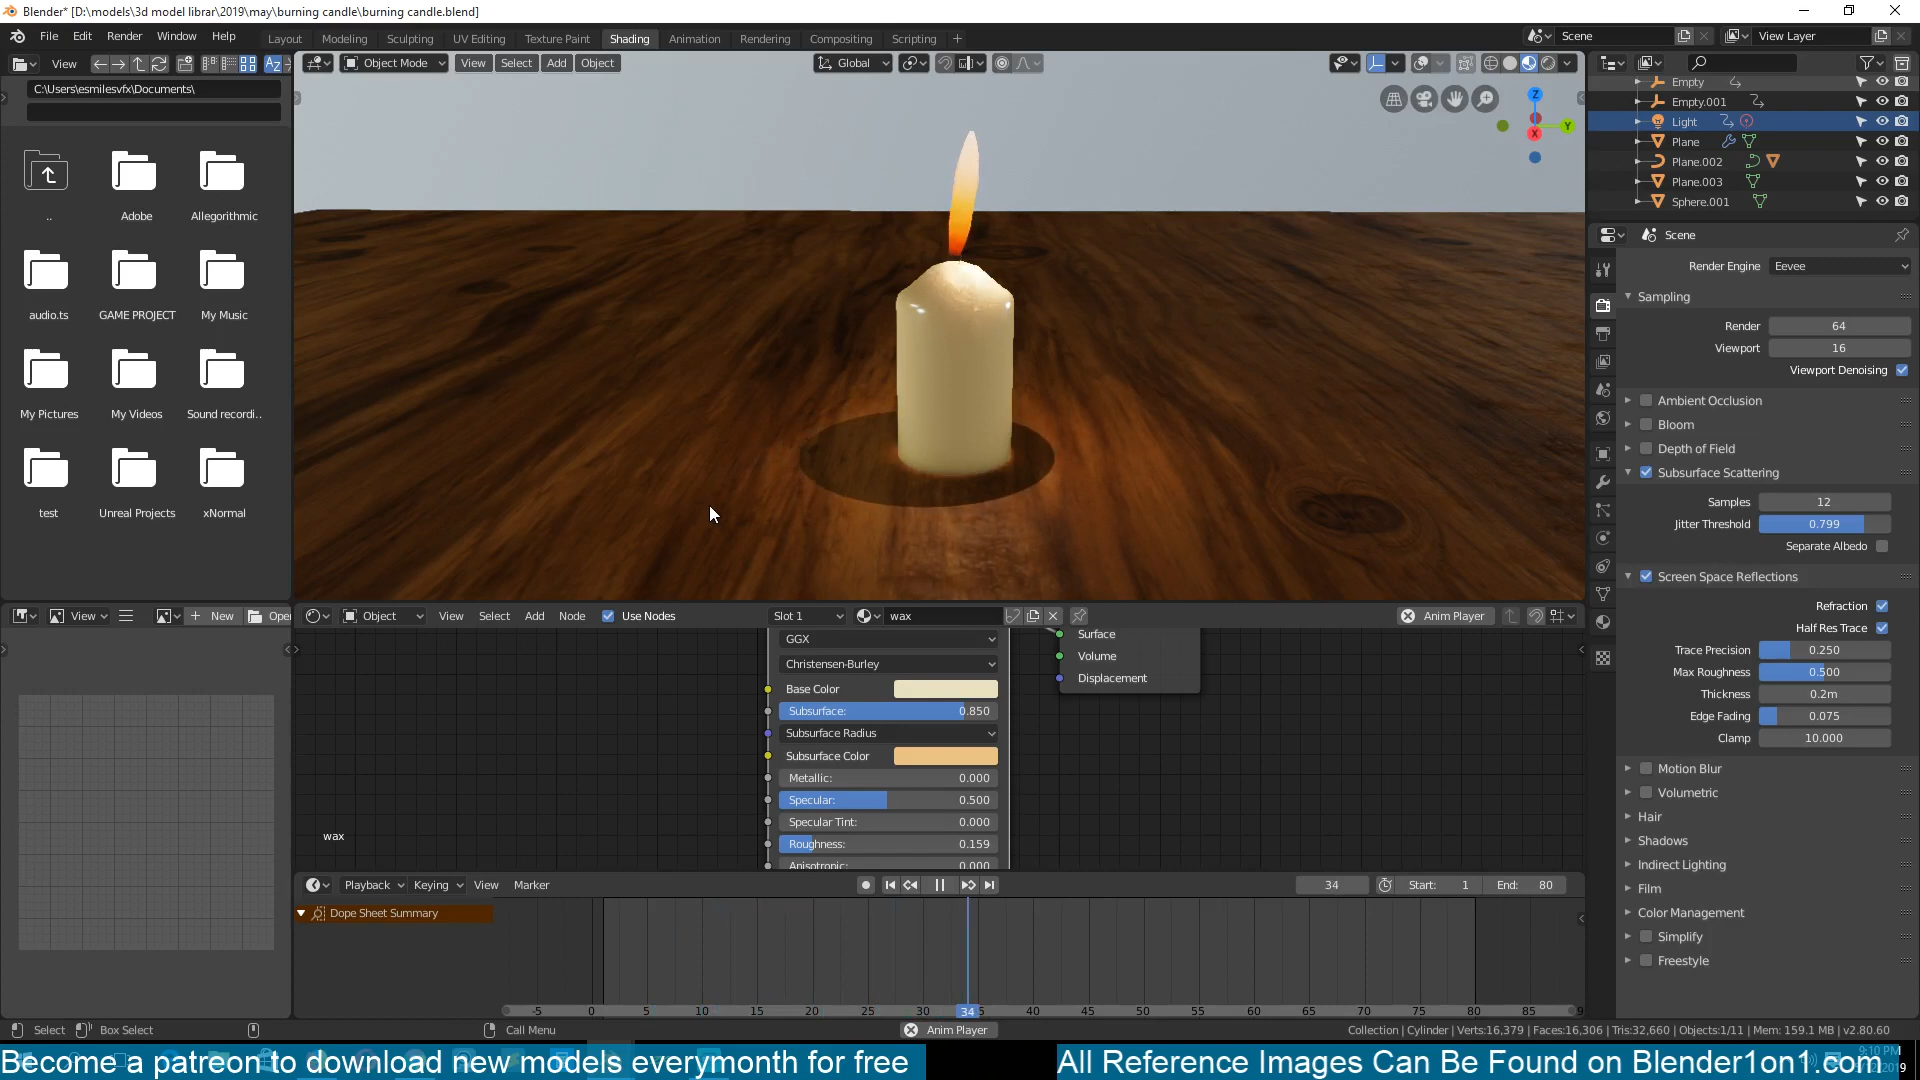 Blender* [D:\models\3d model librar\2019\may\burning candle\burning candle.blend]
File Edit Render Window Help
Layout Modeling Sculpting UV Editing Texture Paint Shading Animation Rendering Compositing Scripting +
Scene
View Layer
View
C:\Users\esmilesvfx\Documents\
..
Adobe
Allegorithmic
audio.ts
GAME PROJECT
My Music
My Pictures
My Videos
Sound recordi..
test
Unreal Projects
xNormal
Object Mode View Select Add Object
Global
Z
Y
X
Empty
Empty.001
Light
Plane
Plane.002
Plane.003
Sphere.001
Scene
Render Engine Eevee
Sampling
Render 64
Viewport 16
Viewport Denoising
Ambient Occlusion
Bloom
Depth of Field
Subsurface Scattering
Samples 12
Jitter Threshold 0.799
Separate Albedo
Screen Space Reflections
Refraction
Half Res Trace
Trace Precision 0.250
Max Roughness 0.500
Thickness 0.2m
Edge Fading 0.075
Clamp 10.000
Motion Blur
Volumetric
Hair
Shadows
Indirect Lighting
Film
Color Management
Simplify
Freestyle
View New Open
Object View Select Add Node Use Nodes Slot 1 wax Anim Player
GGX
Christensen-Burley
Base Color
Subsurface: 0.850
Subsurface Radius
Subsurface Color
Metallic: 0.000
Specular: 0.500
Specular Tint: 0.000
Roughness: 0.159
Anisotropic: 0.000
Surface
Volume
Displacement
wax
Playback Keying View Marker 34 Start: 1 End: 80
Dope Sheet Summary
-5 0 5 10 15 20 25 30 34 40 45 50 55 60 65 70 75 80 85
Select Box Select Call Menu Anim Player
Collection | Cylinder | Verts:16,379 | Faces:16,306 | Tris:32,660 | Objects:1/11 | Mem: 159.1 MB | v2.80.60
Become a patreon to download new models everymonth for free
All Reference Images Can Be Found on Blender1on1.com
9:10 PM